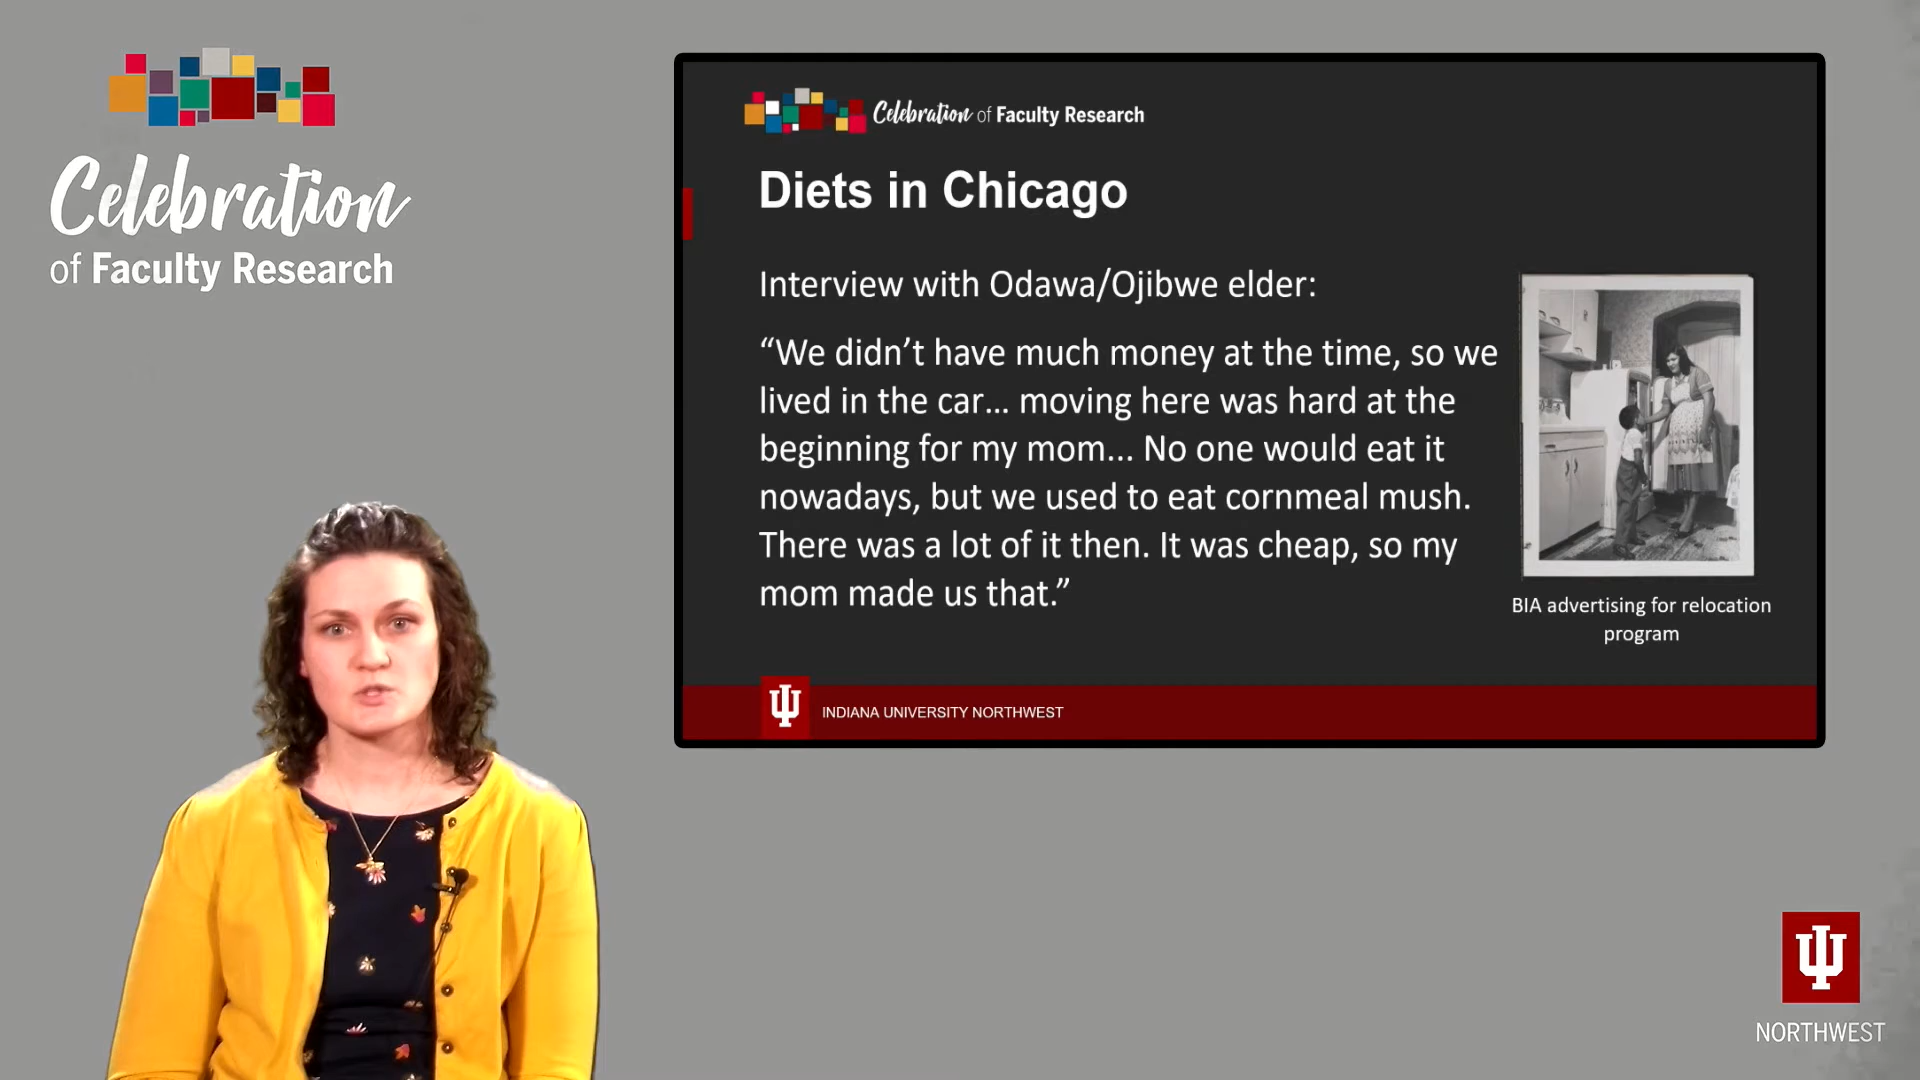 Celebration
of Faculty Research
Celebration of Faculty Research
Diets in Chicago
Interview with Odawa/Ojibwe elder:
“We didn’t have much money at the time, so we
lived in the car... moving here was hard at the
beginning for my mom... No one would eat it
nowadays, but we used to eat cornmeal mush.
There was a lot of it then. It was cheap, so my
mom made us that.”
BIA advertising for relocation
program
INDIANA UNIVERSITY NORTHWEST
NORTHWEST